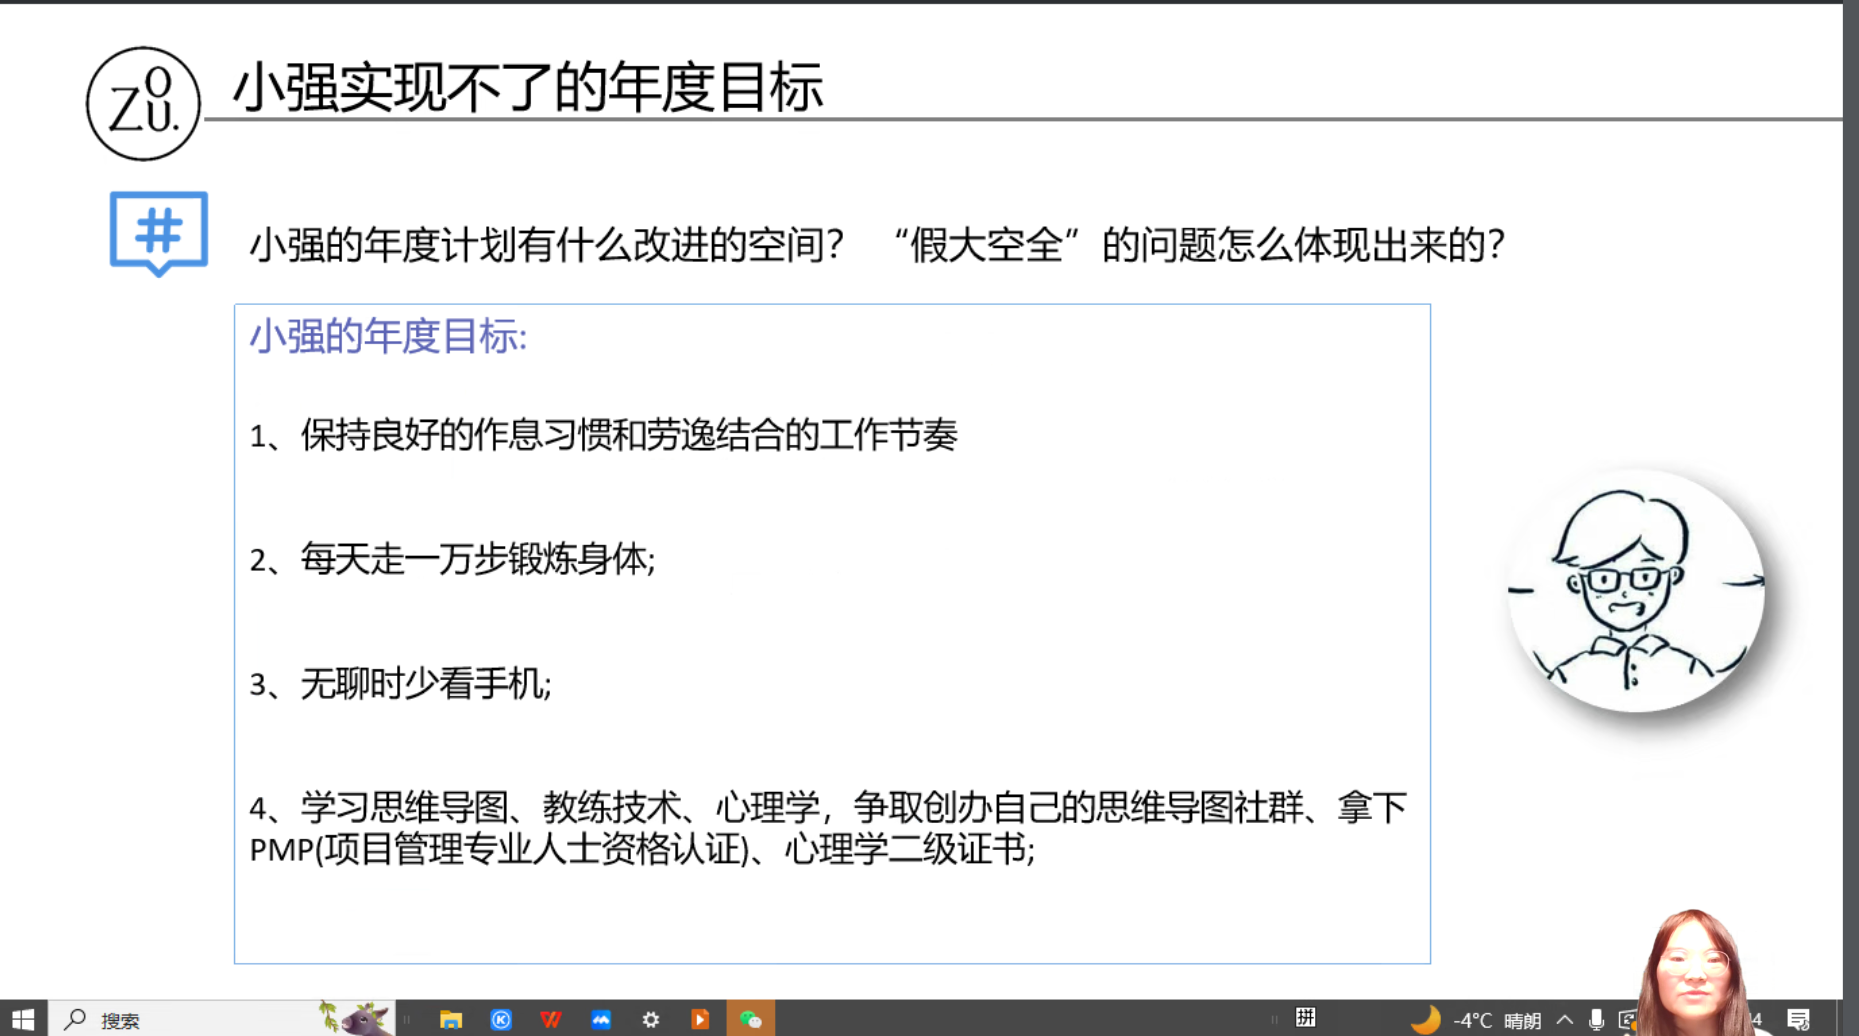 ZOU.
小强实现不了的年度目标
#
小强的年度计划有什么改进的空间? “假大空全”的问题怎么体现出来的?
小强的年度目标:
1、保持良好的作息习惯和劳逸结合的工作节奏
2、每天走一万步锻炼身体;
3、无聊时少看手机;
4、学习思维导图、教练技术、心理学，争取创办自己的思维导图社群、拿下
PMP(项目管理专业人士资格认证)、心理学二级证书;
搜索
拼
-4°C 晴朗